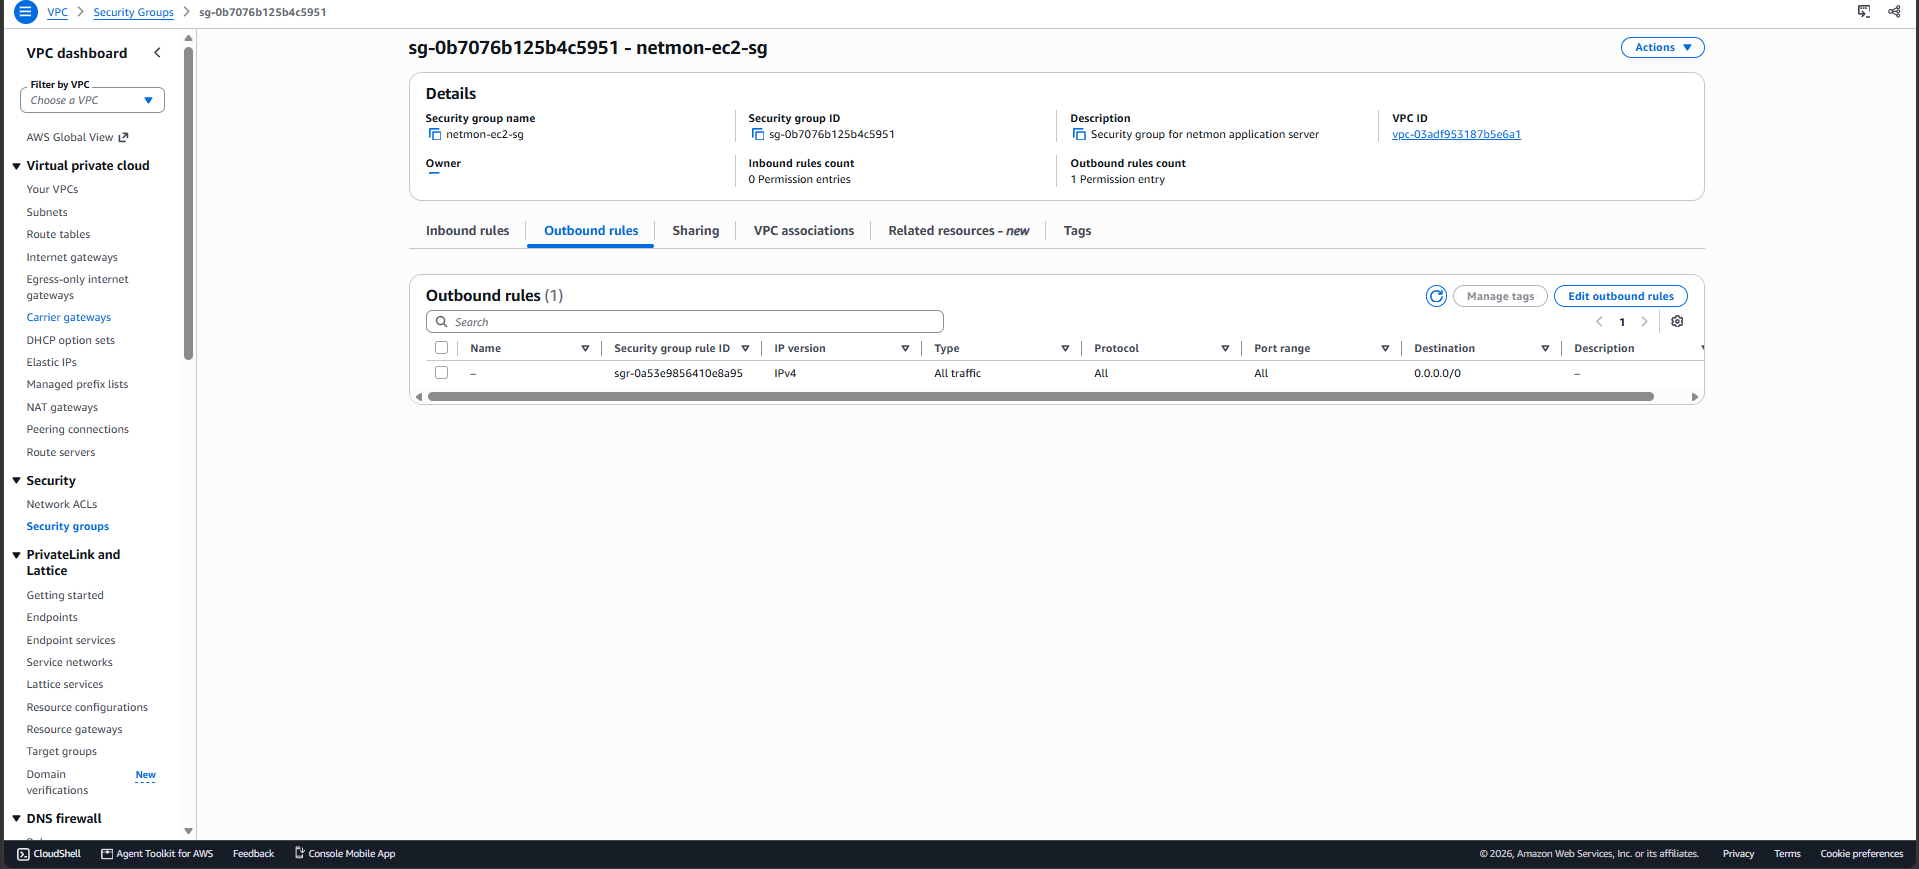 VPC > Security Groups > sg-0b7076b125b4c5951
VPC dashboard
Filter by VPC
Choose a VPC
AWS Global View
Virtual private cloud
Your VPCs
Subnets
Route tables
Internet gateways
Egress-only internet
gateways
Carrier gateways
DHCP option sets
Elastic IPs
Managed prefix lists
NAT gateways
Peering connections
Route servers
Security
Network ACLs
Security groups
PrivateLink and
Lattice
Getting started
Endpoints
Endpoint services
Service networks
Lattice services
Resource configurations
Resource gateways
Target groups
Domain New
verifications
DNS firewall
sg-0b7076b125b4c5951 - netmon-ec2-sg
Actions
Details
Security group name
netmon-ec2-sg
Security group ID
sg-0b7076b125b4c5951
Description
Security group for netmon application server
VPC ID
vpc-03adf953187b5e6a1
Owner
Inbound rules count
0 Permission entries
Outbound rules count
1 Permission entry
Inbound rules Outbound rules Sharing VPC associations Related resources - new Tags
Outbound rules (1)
Manage tags Edit outbound rules
Search
1
Name Security group rule ID IP version Type Protocol Port range Destination Description
– sgr-0a53e9856410e8a95 IPv4 All traffic All All 0.0.0.0/0 –
CloudShell Agent Toolkit for AWS Feedback Console Mobile App
© 2026, Amazon Web Services, Inc. or its affiliates. Privacy Terms Cookie preferences